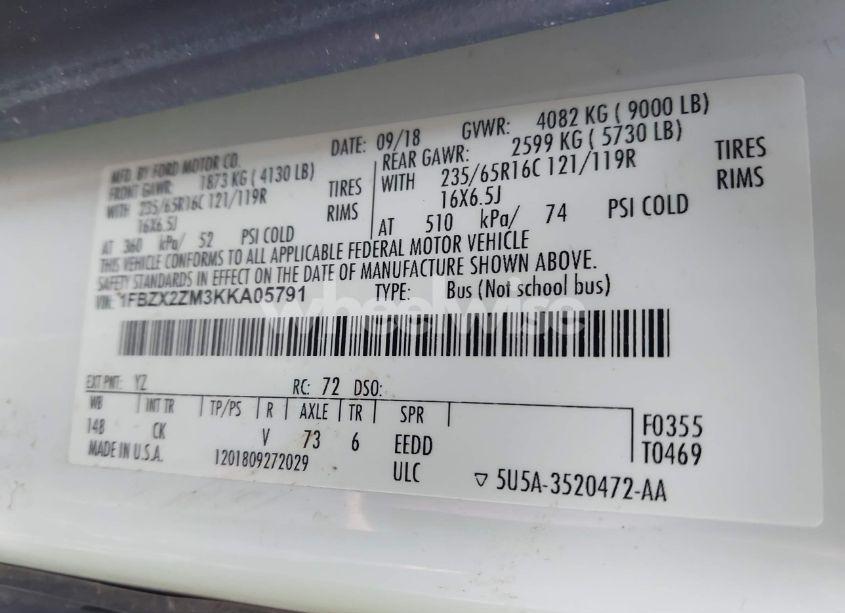 MFD. BY FORD MOTOR CO. DATE: 09/18 GVWR: 4082 KG ( 9000 LB)
FRONT GAWR: 1873 KG ( 4130 LB) REAR GAWR: 2599 KG ( 5730 LB)
WITH 235/65R16C 121/119R TIRES WITH 235/65R16C 121/119R TIRES
16X6.5J RIMS 16X6.5J RIMS
AT 360 kPa/ 52 PSI COLD AT 510 kPa/ 74 PSI COLD
THIS VEHICLE CONFORMS TO ALL APPLICABLE FEDERAL MOTOR VEHICLE
SAFETY STANDARDS IN EFFECT ON THE DATE OF MANUFACTURE SHOWN ABOVE.
VIN: 1FBZX2ZM3KKA05791 TYPE: Bus (Not school bus)
wheelwise
EXT PNT: YZ RC: 72 DSO:
WB INT TR TP/PS R AXLE TR SPR F0355
148 CK V 73 6 EEDD T0469
MADE IN U.S.A. 1201809272029 ULC 5U5A-3520472-AA